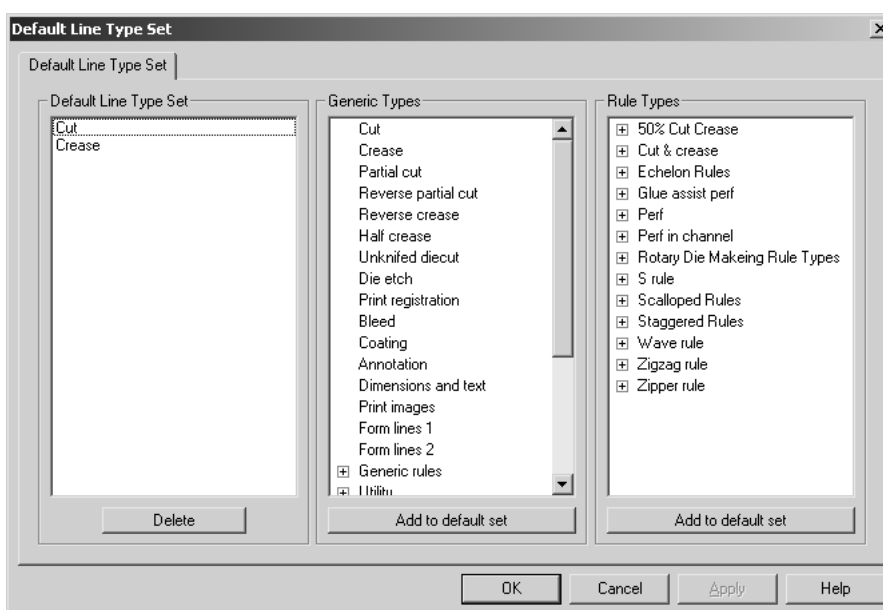 Default Line Type Set
Default Line Type Set
Default Line Type Set
Cut
Crease
Delete
Generic Types
Cut
Crease
Partial cut
Reverse partial cut
Reverse crease
Half crease
Unknifed diecut
Die etch
Print registration
Bleed
Coating
Annotation
Dimensions and text
Print images
Form lines 1
Form lines 2
Generic rules
Utility
Add to default set
Rule Types
50% Cut Crease
Cut & crease
Echelon Rules
Glue assist perf
Perf
Perf in channel
Rotary Die Makeing Rule Types
S rule
Scalloped Rules
Staggered Rules
Wave rule
Zigzag rule
Zipper rule
Add to default set
OK
Cancel
Apply
Help